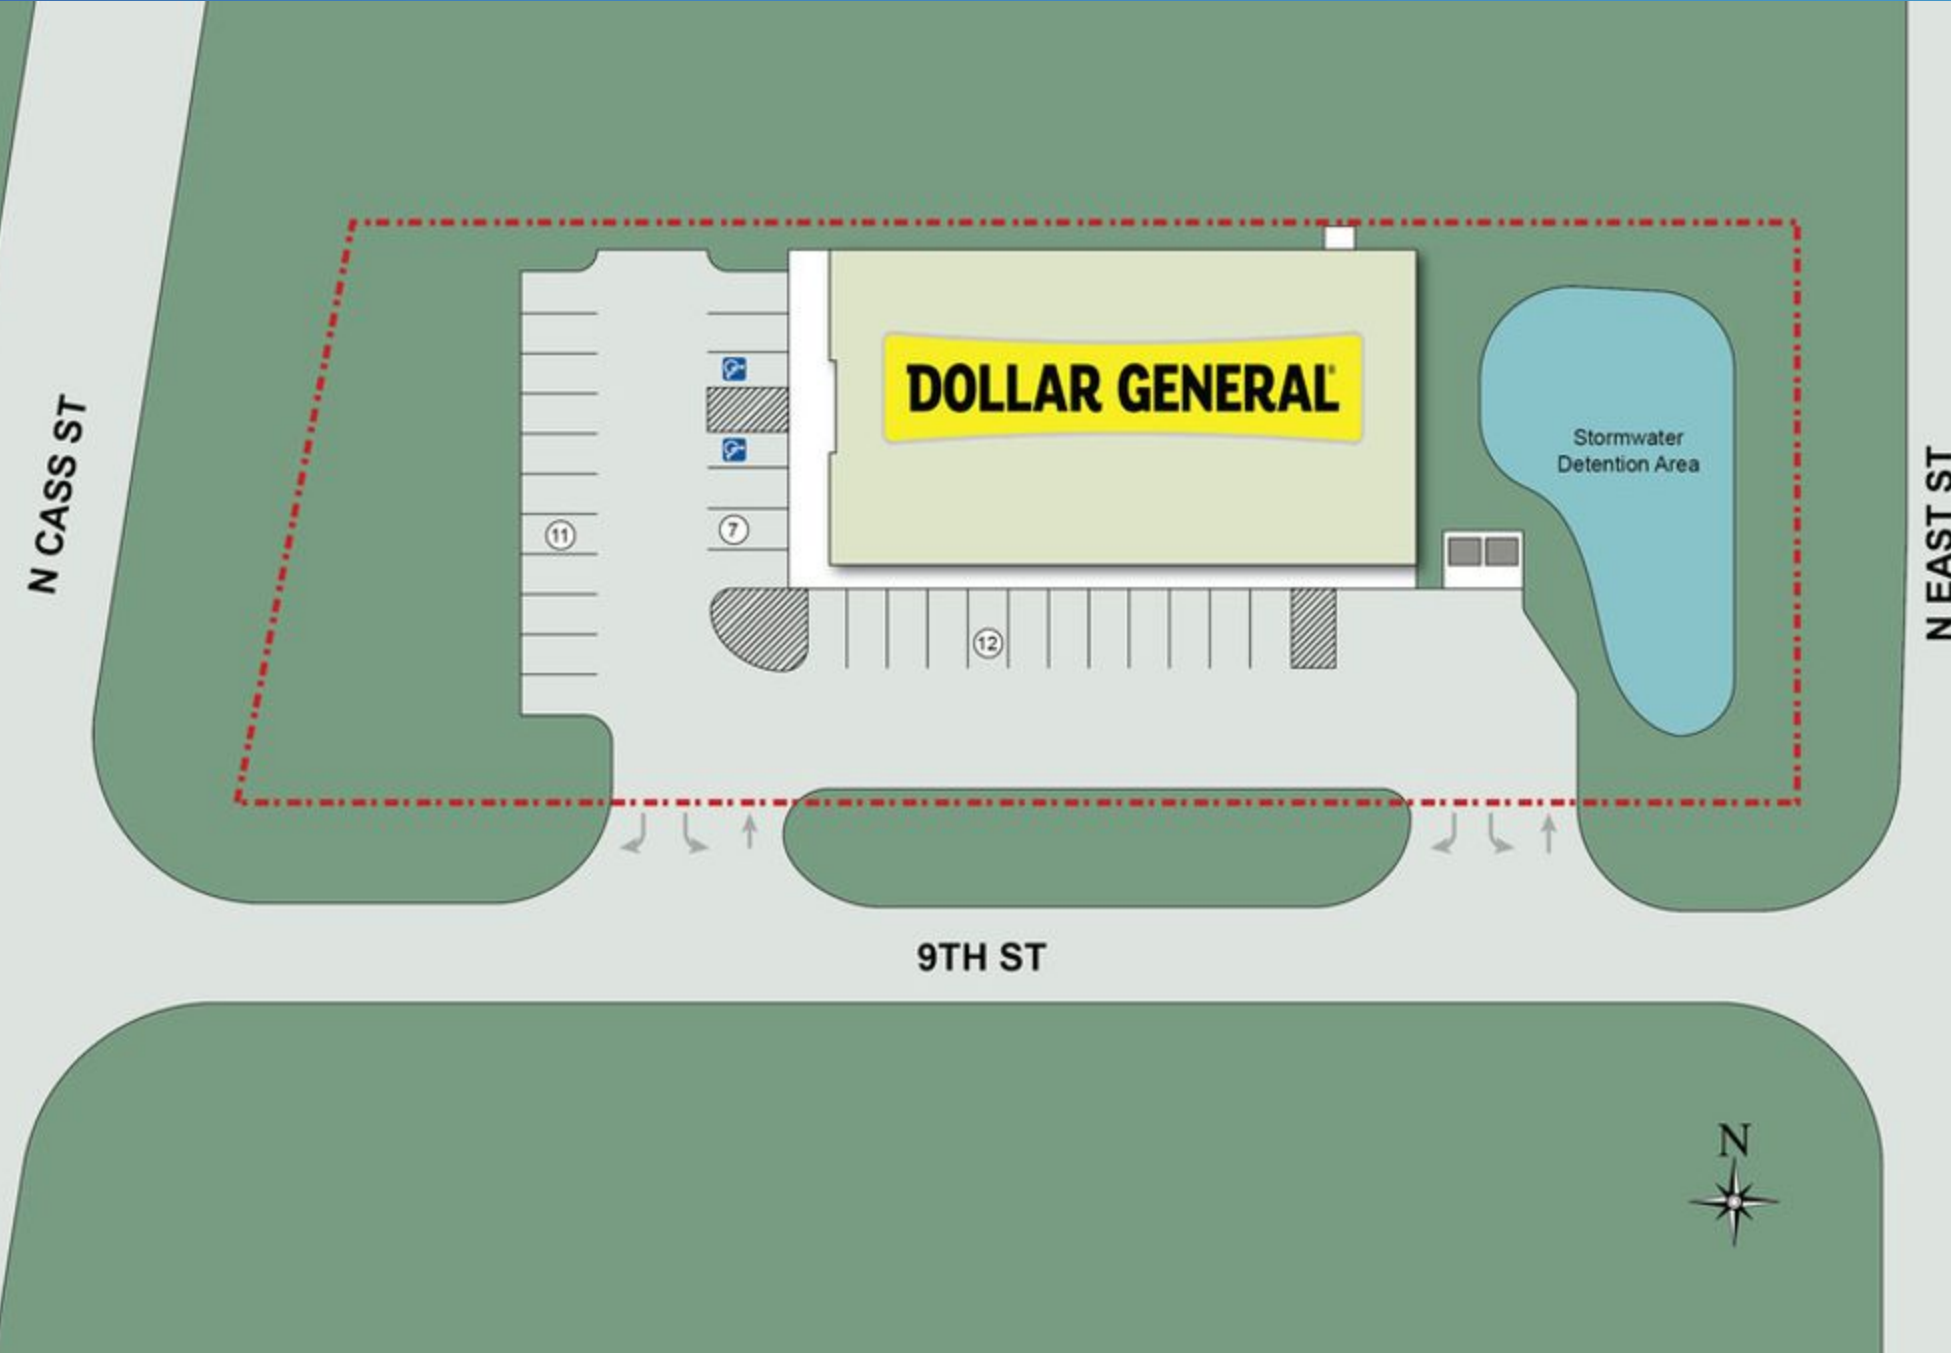 N CASS ST
DOLLAR GENERAL®
Stormwater
Detention Area
N EAST ST
11
7
12
9TH ST
N